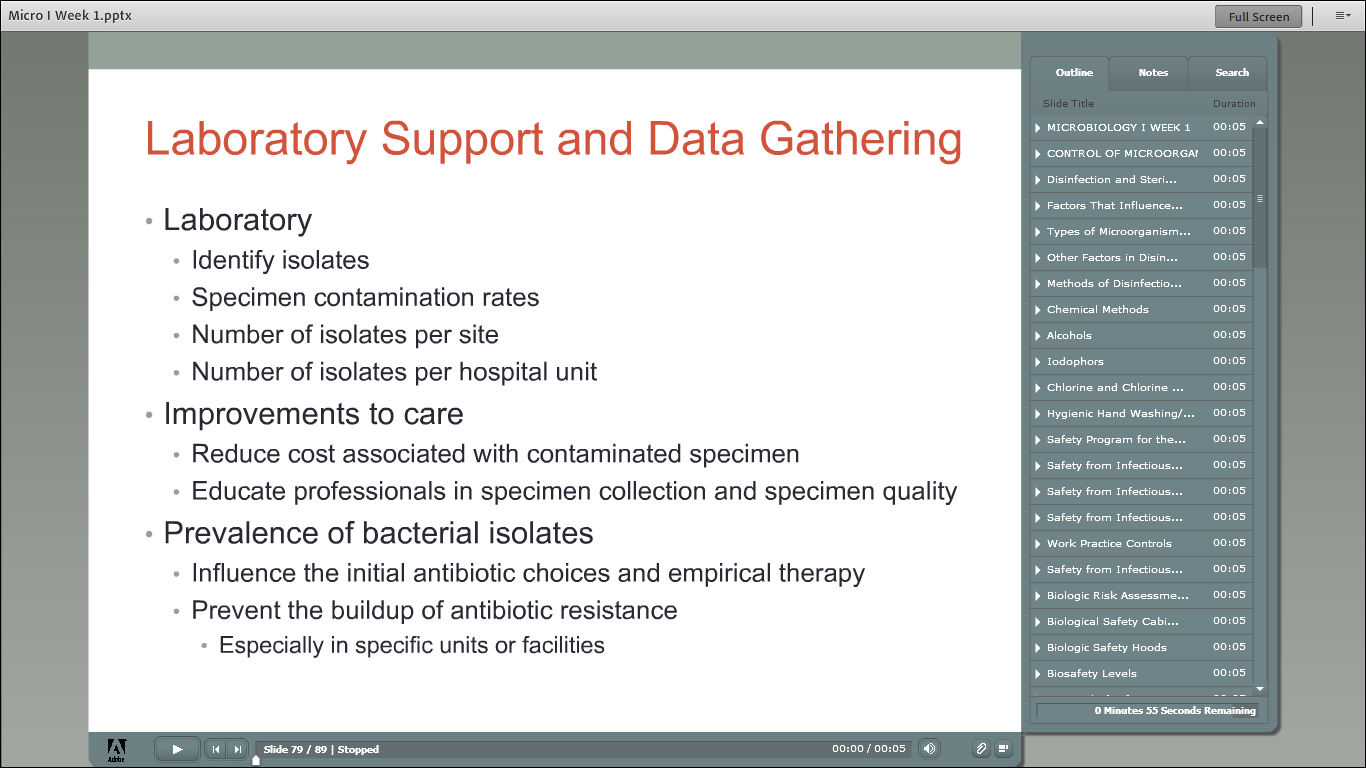 Micro I Week 1.pptx
Full Screen
Laboratory Support and Data Gathering
• Laboratory
• Identify isolates
• Specimen contamination rates
• Number of isolates per site
• Number of isolates per hospital unit
• Improvements to care
• Reduce cost associated with contaminated specimen
• Educate professionals in specimen collection and specimen quality
• Prevalence of bacterial isolates
• Influence the initial antibiotic choices and empirical therapy
• Prevent the buildup of antibiotic resistance
• Especially in specific units or facilities
Outline Notes Search
Slide Title Duration
MICROBIOLOGY I WEEK 1 00:05
CONTROL OF MICROORGAN 00:05
Disinfection and Steri... 00:05
Factors That Influence... 00:05
Types of Microorganism... 00:05
Other Factors in Disin... 00:05
Methods of Disinfectio... 00:05
Chemical Methods 00:05
Alcohols 00:05
Iodophors 00:05
Chlorine and Chlorine ... 00:05
Hygienic Hand Washing/... 00:05
Safety Program for the... 00:05
Safety from Infectious... 00:05
Safety from Infectious... 00:05
Safety from Infectious... 00:05
Work Practice Controls 00:05
Safety from Infectious... 00:05
Biologic Risk Assessme... 00:05
Biological Safety Cabi... 00:05
Biologic Safety Hoods 00:05
Biosafety Levels 00:05
0 Minutes 55 Seconds Remaining
Adobe
Slide 79 / 89 | Stopped
00:00 / 00:05